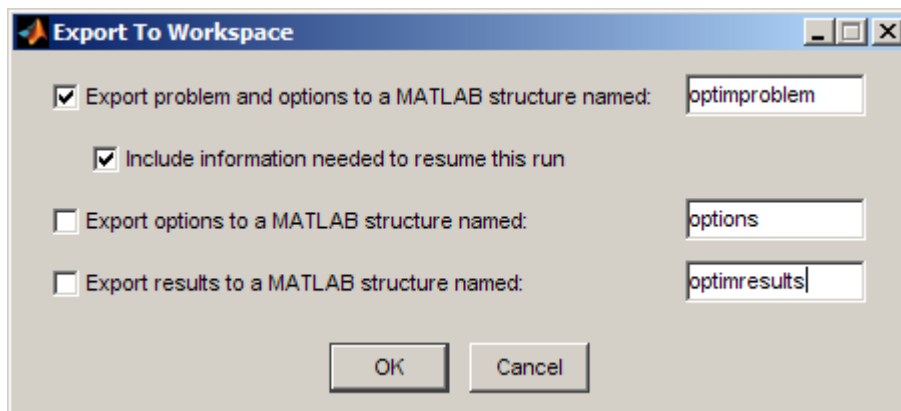 Export To Workspace
Export problem and options to a MATLAB structure named: optimproblem
Include information needed to resume this run
Export options to a MATLAB structure named: options
Export results to a MATLAB structure named: optimresults
OK Cancel